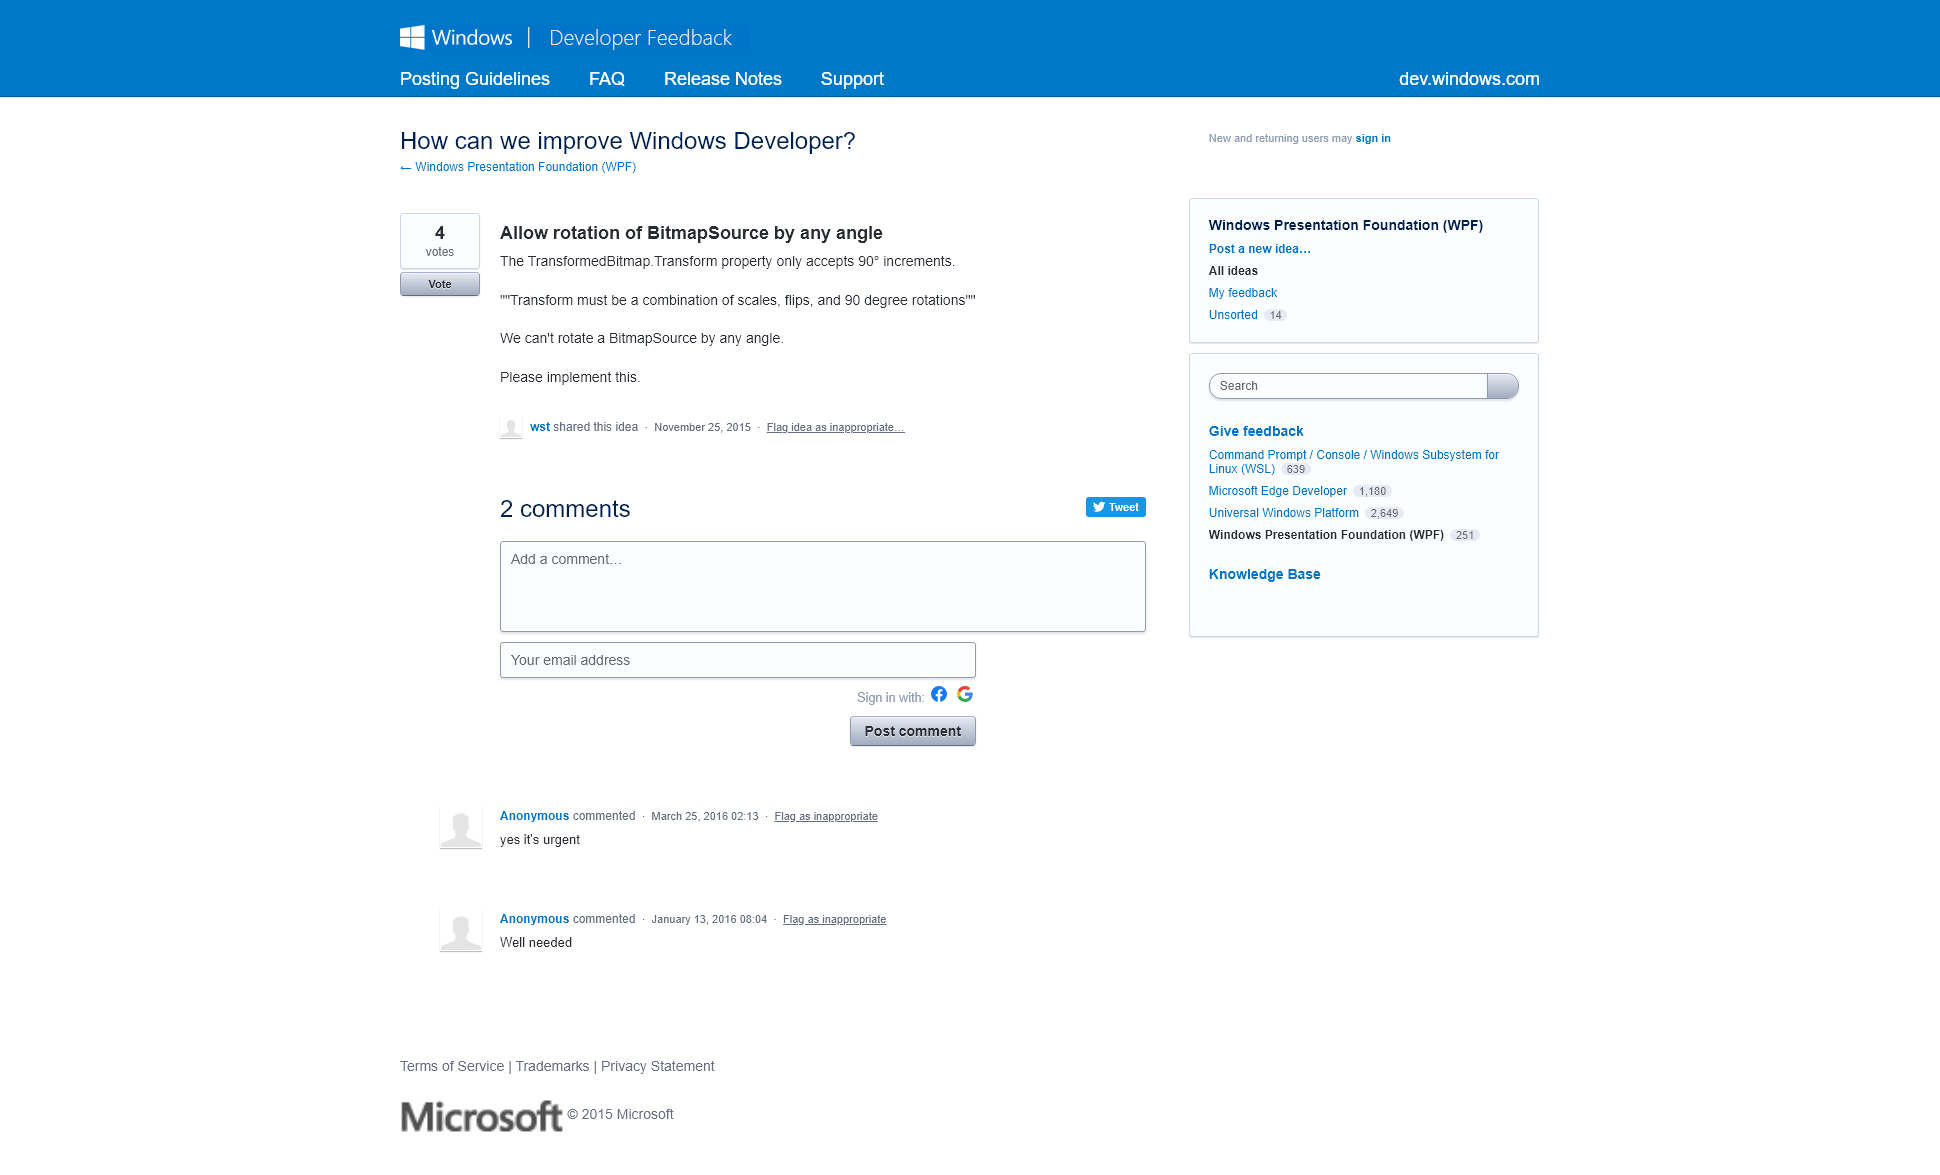 Windows | Developer Feedback
Posting Guidelines FAQ Release Notes Support dev.windows.com
How can we improve Windows Developer?
← Windows Presentation Foundation (WPF)
New and returning users may sign in
4
votes
Vote
Allow rotation of BitmapSource by any angle
The TransformedBitmap.Transform property only accepts 90° increments.
""Transform must be a combination of scales, flips, and 90 degree rotations""
We can't rotate a BitmapSource by any angle.
Please implement this.
wst shared this idea · November 25, 2015 · Flag idea as inappropriate…
2 comments
Tweet
Add a comment…
Your email address
Sign in with:
Post comment
Anonymous commented · March 25, 2016 02:13 · Flag as inappropriate
yes it's urgent
Anonymous commented · January 13, 2016 08:04 · Flag as inappropriate
Well needed
Windows Presentation Foundation (WPF)
Post a new idea…
All ideas
My feedback
Unsorted 14
Search
Give feedback
Command Prompt / Console / Windows Subsystem for
Linux (WSL) 639
Microsoft Edge Developer 1,180
Universal Windows Platform 2,649
Windows Presentation Foundation (WPF) 251
Knowledge Base
Terms of Service | Trademarks | Privacy Statement
Microsoft © 2015 Microsoft